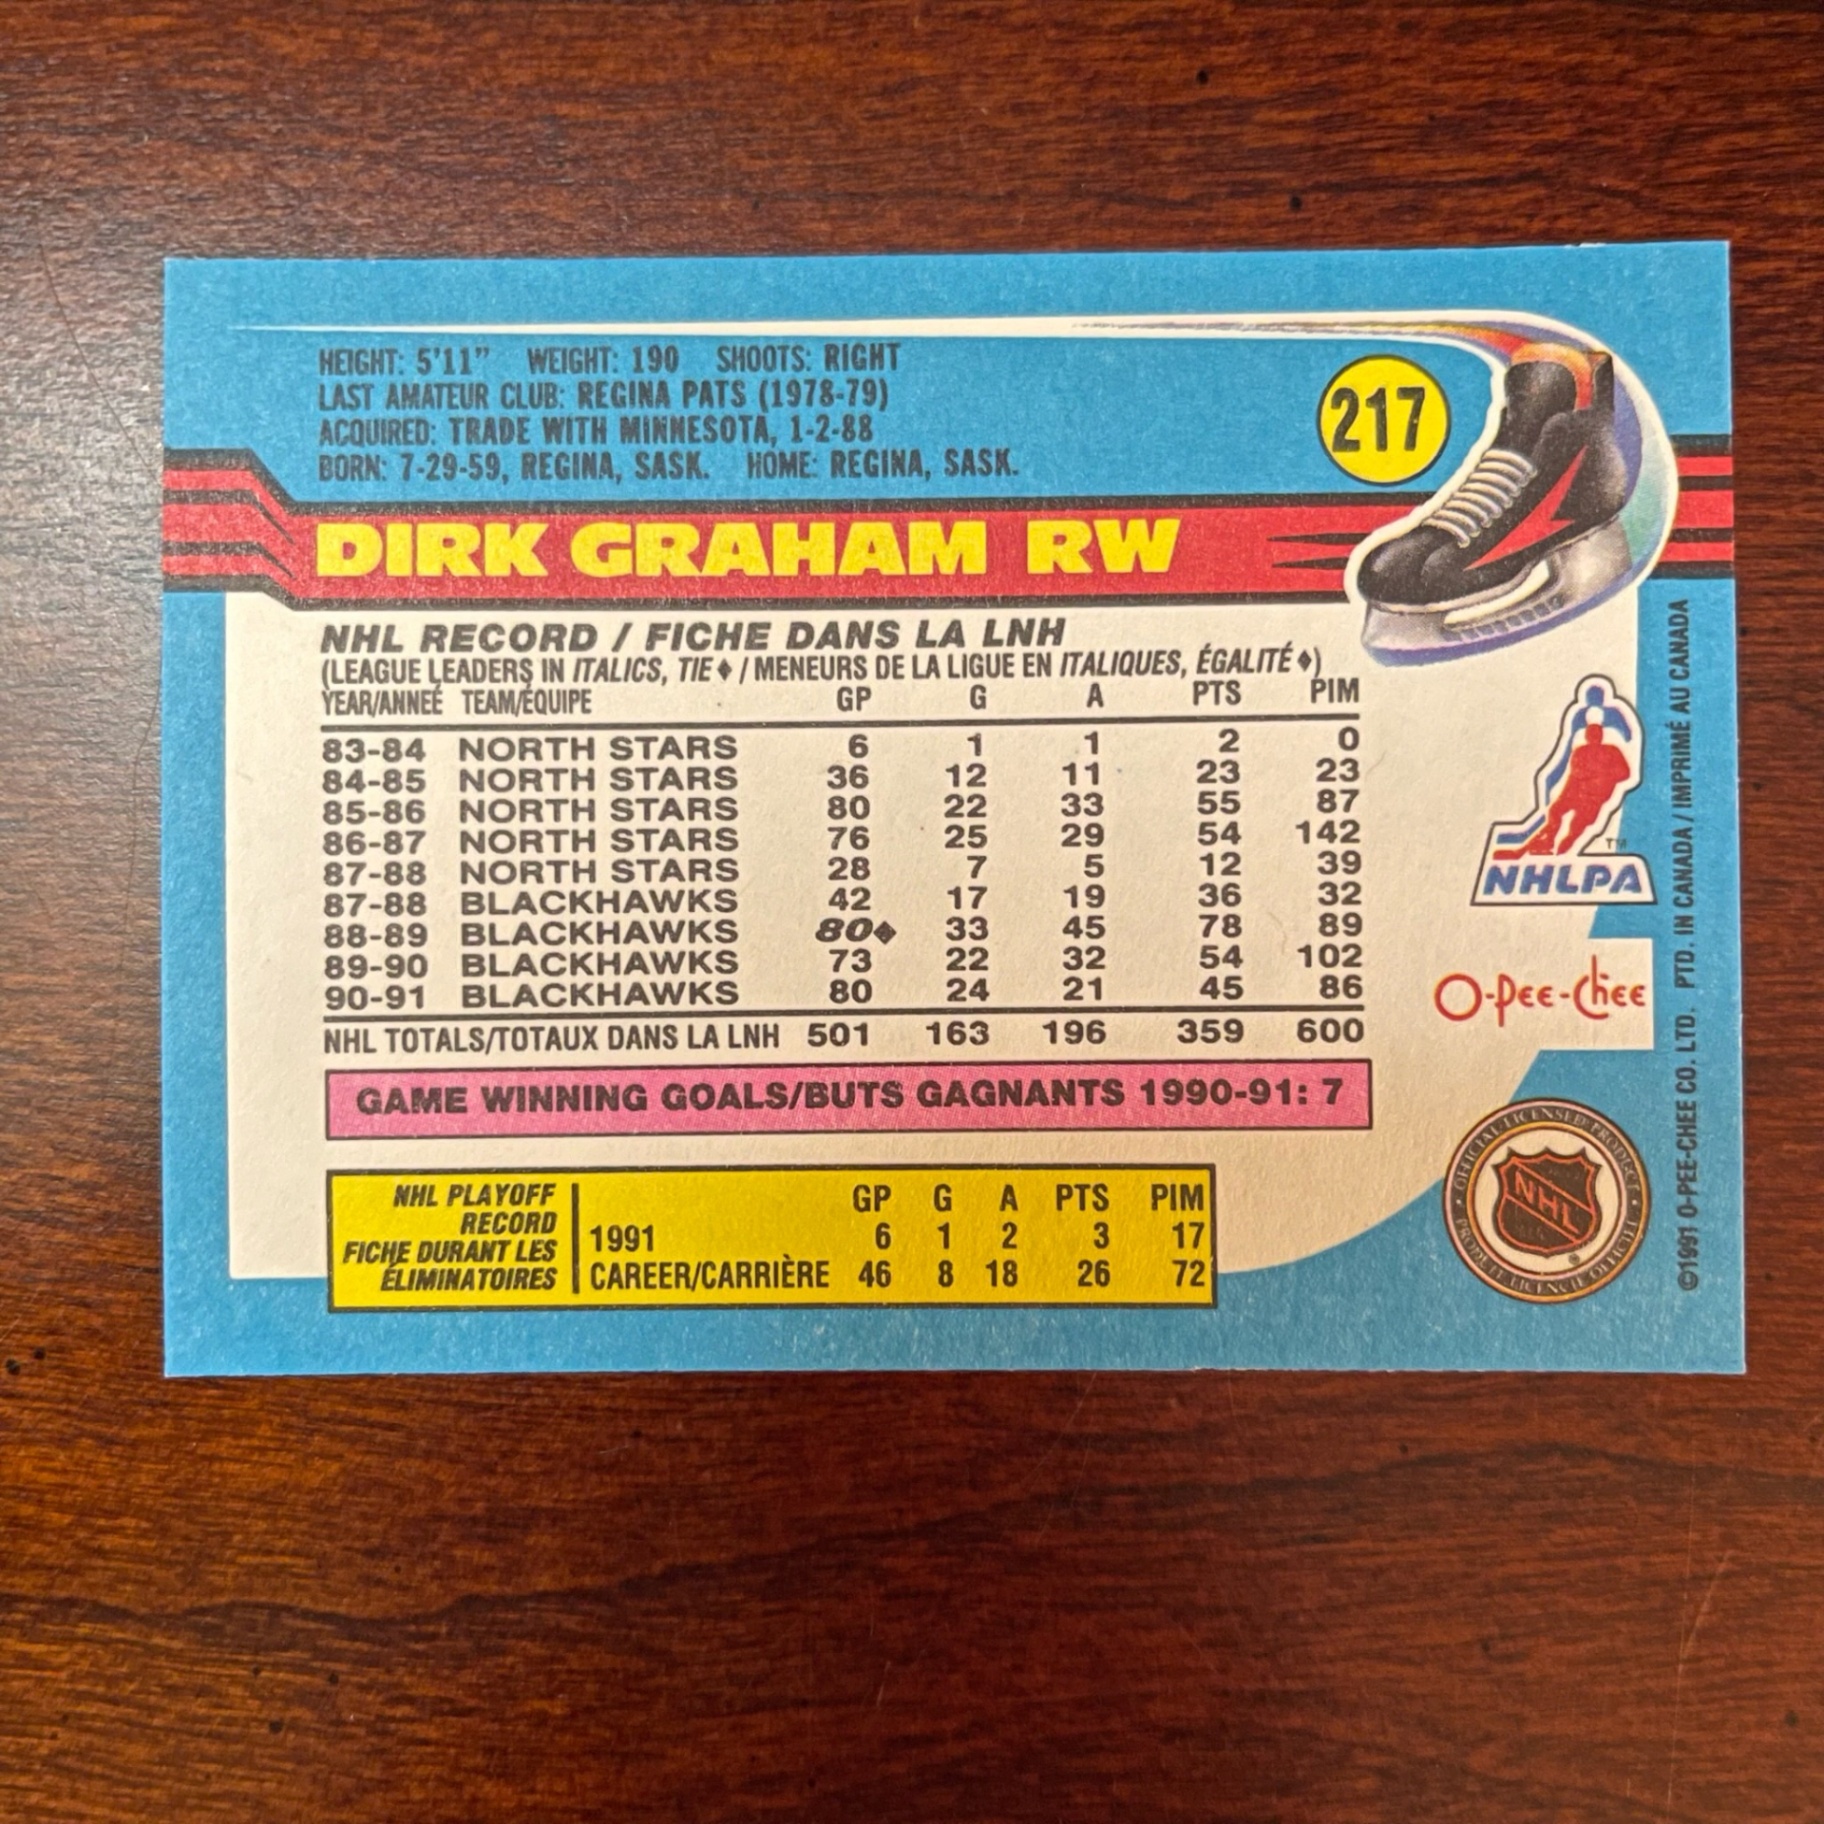 HEIGHT: 5'11" WEIGHT: 190 SHOOTS: RIGHT
LAST AMATEUR CLUB: REGINA PATS (1978-79)
ACQUIRED: TRADE WITH MINNESOTA, 1-2-88
BORN: 7-29-59, REGINA, SASK. HOME: REGINA, SASK.
217
DIRK GRAHAM RW
NHL RECORD / FICHE DANS LA LNH
(LEAGUE LEADERS IN ITALICS, TIE ♦ / MENEURS DE LA LIGUE EN ITALIQUES, ÉGALITÉ ♦)
YEAR/ANNEÉ TEAM/ÉQUIPE GP G A PTS PIM
83-84 NORTH STARS 6 1 1 2 0
84-85 NORTH STARS 36 12 11 23 23
85-86 NORTH STARS 80 22 33 55 87
86-87 NORTH STARS 76 25 29 54 142
87-88 NORTH STARS 28 7 5 12 39
87-88 BLACKHAWKS 42 17 19 36 32
88-89 BLACKHAWKS 80♦ 33 45 78 89
89-90 BLACKHAWKS 73 22 32 54 102
90-91 BLACKHAWKS 80 24 21 45 86
NHL TOTALS/TOTAUX DANS LA LNH 501 163 196 359 600
GAME WINNING GOALS/BUTS GAGNANTS 1990-91: 7
NHL PLAYOFF
RECORD
FICHE DURANT LES
ÉLIMINATOIRES
GP G A PTS PIM
1991 6 1 2 3 17
CAREER/CARRIÈRE 46 8 18 26 72
TM
NHLPA
O-Pee-Chee
OFFICIAL LICENSED PRODUCT
NHL
®
PRODUIT LICENCIÉ OFFICIEL
©1991 O-PEE-CHEE CO. LTD. PTD. IN CANADA / IMPRIMÉ AU CANADA